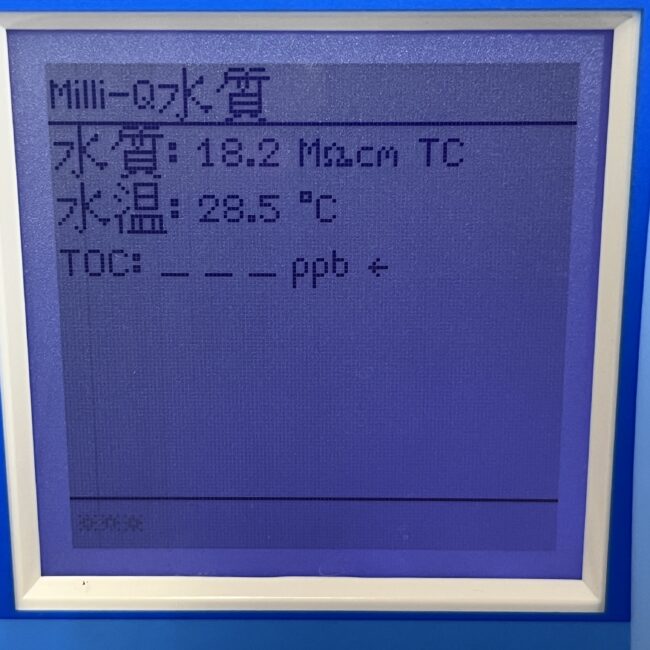 Milli-Q水質
水質: 18.2 MΩcm TC
水温: 28.5 °C
TOC: _ _ _ ppb ←